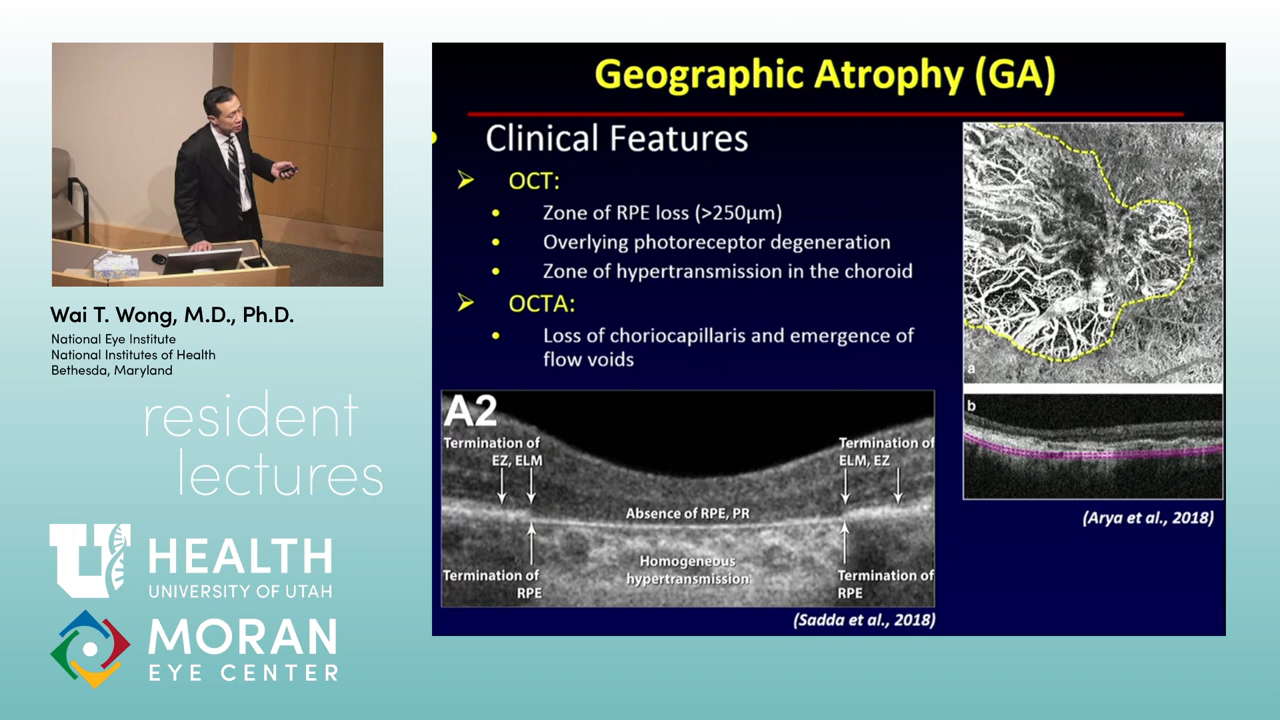 Wai T. Wong, M.D., Ph.D.
National Eye Institute
National Institutes of Health
Bethesda, Maryland
resident
lectures
U
HEALTH
UNIVERSITY OF UTAH
MORAN
EYE CENTER
Geographic Atrophy (GA)
Clinical Features
OCT:
Zone of RPE loss (>250µm)
Overlying photoreceptor degeneration
Zone of hypertransmission in the choroid
OCTA:
Loss of choriocapillaris and emergence of
flow voids
A2
Termination of
EZ, ELM
Termination of
ELM, EZ
Absence of RPE, PR
Homogeneous
hypertransmission
Termination of
RPE
Termination of
RPE
(Sadda et al., 2018)
a
b
(Arya et al., 2018)